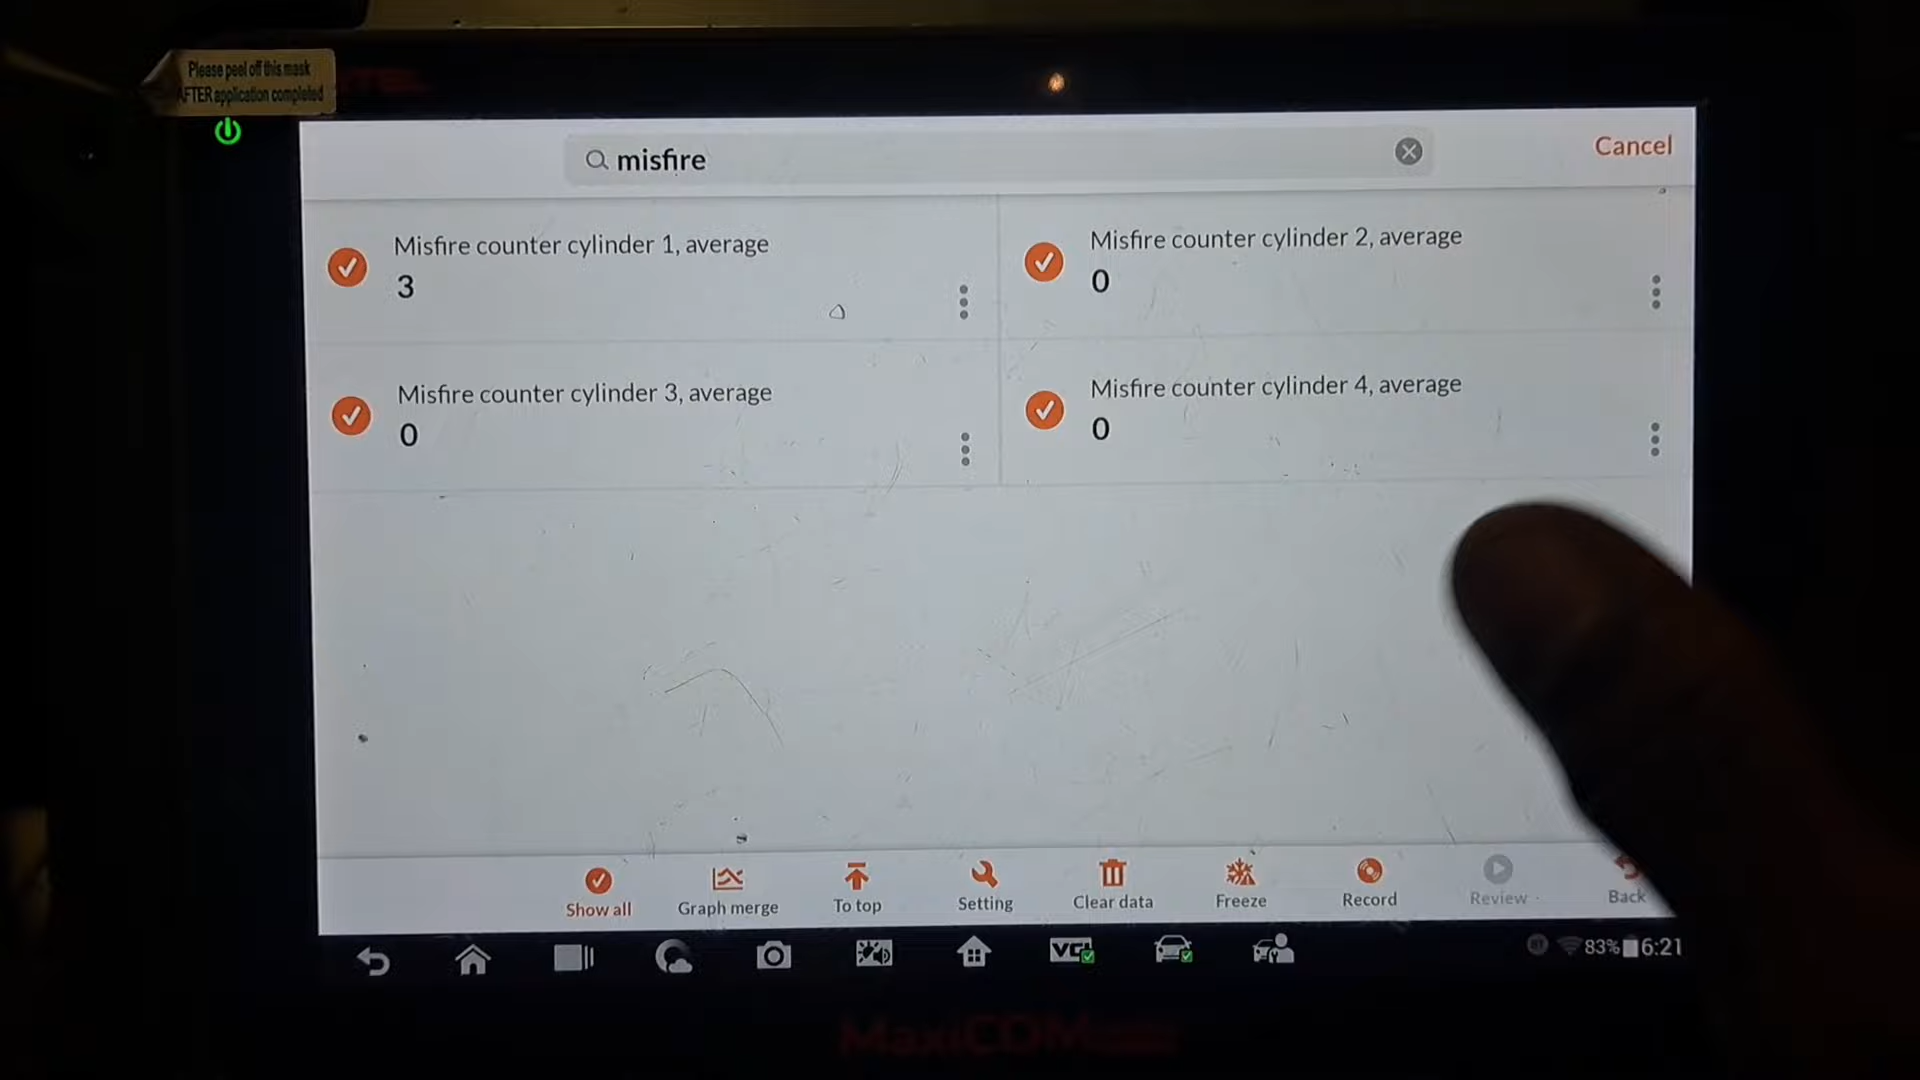 Please peel off this mask
AFTER application completed
misfire
Cancel
Misfire counter cylinder 1, average
3
Misfire counter cylinder 2, average
0
Misfire counter cylinder 3, average
0
Misfire counter cylinder 4, average
0
Show all
Graph merge
To top
Setting
Clear data
Freeze
Record
Review
Back
VCI
83%
6:21
MaxiCOM